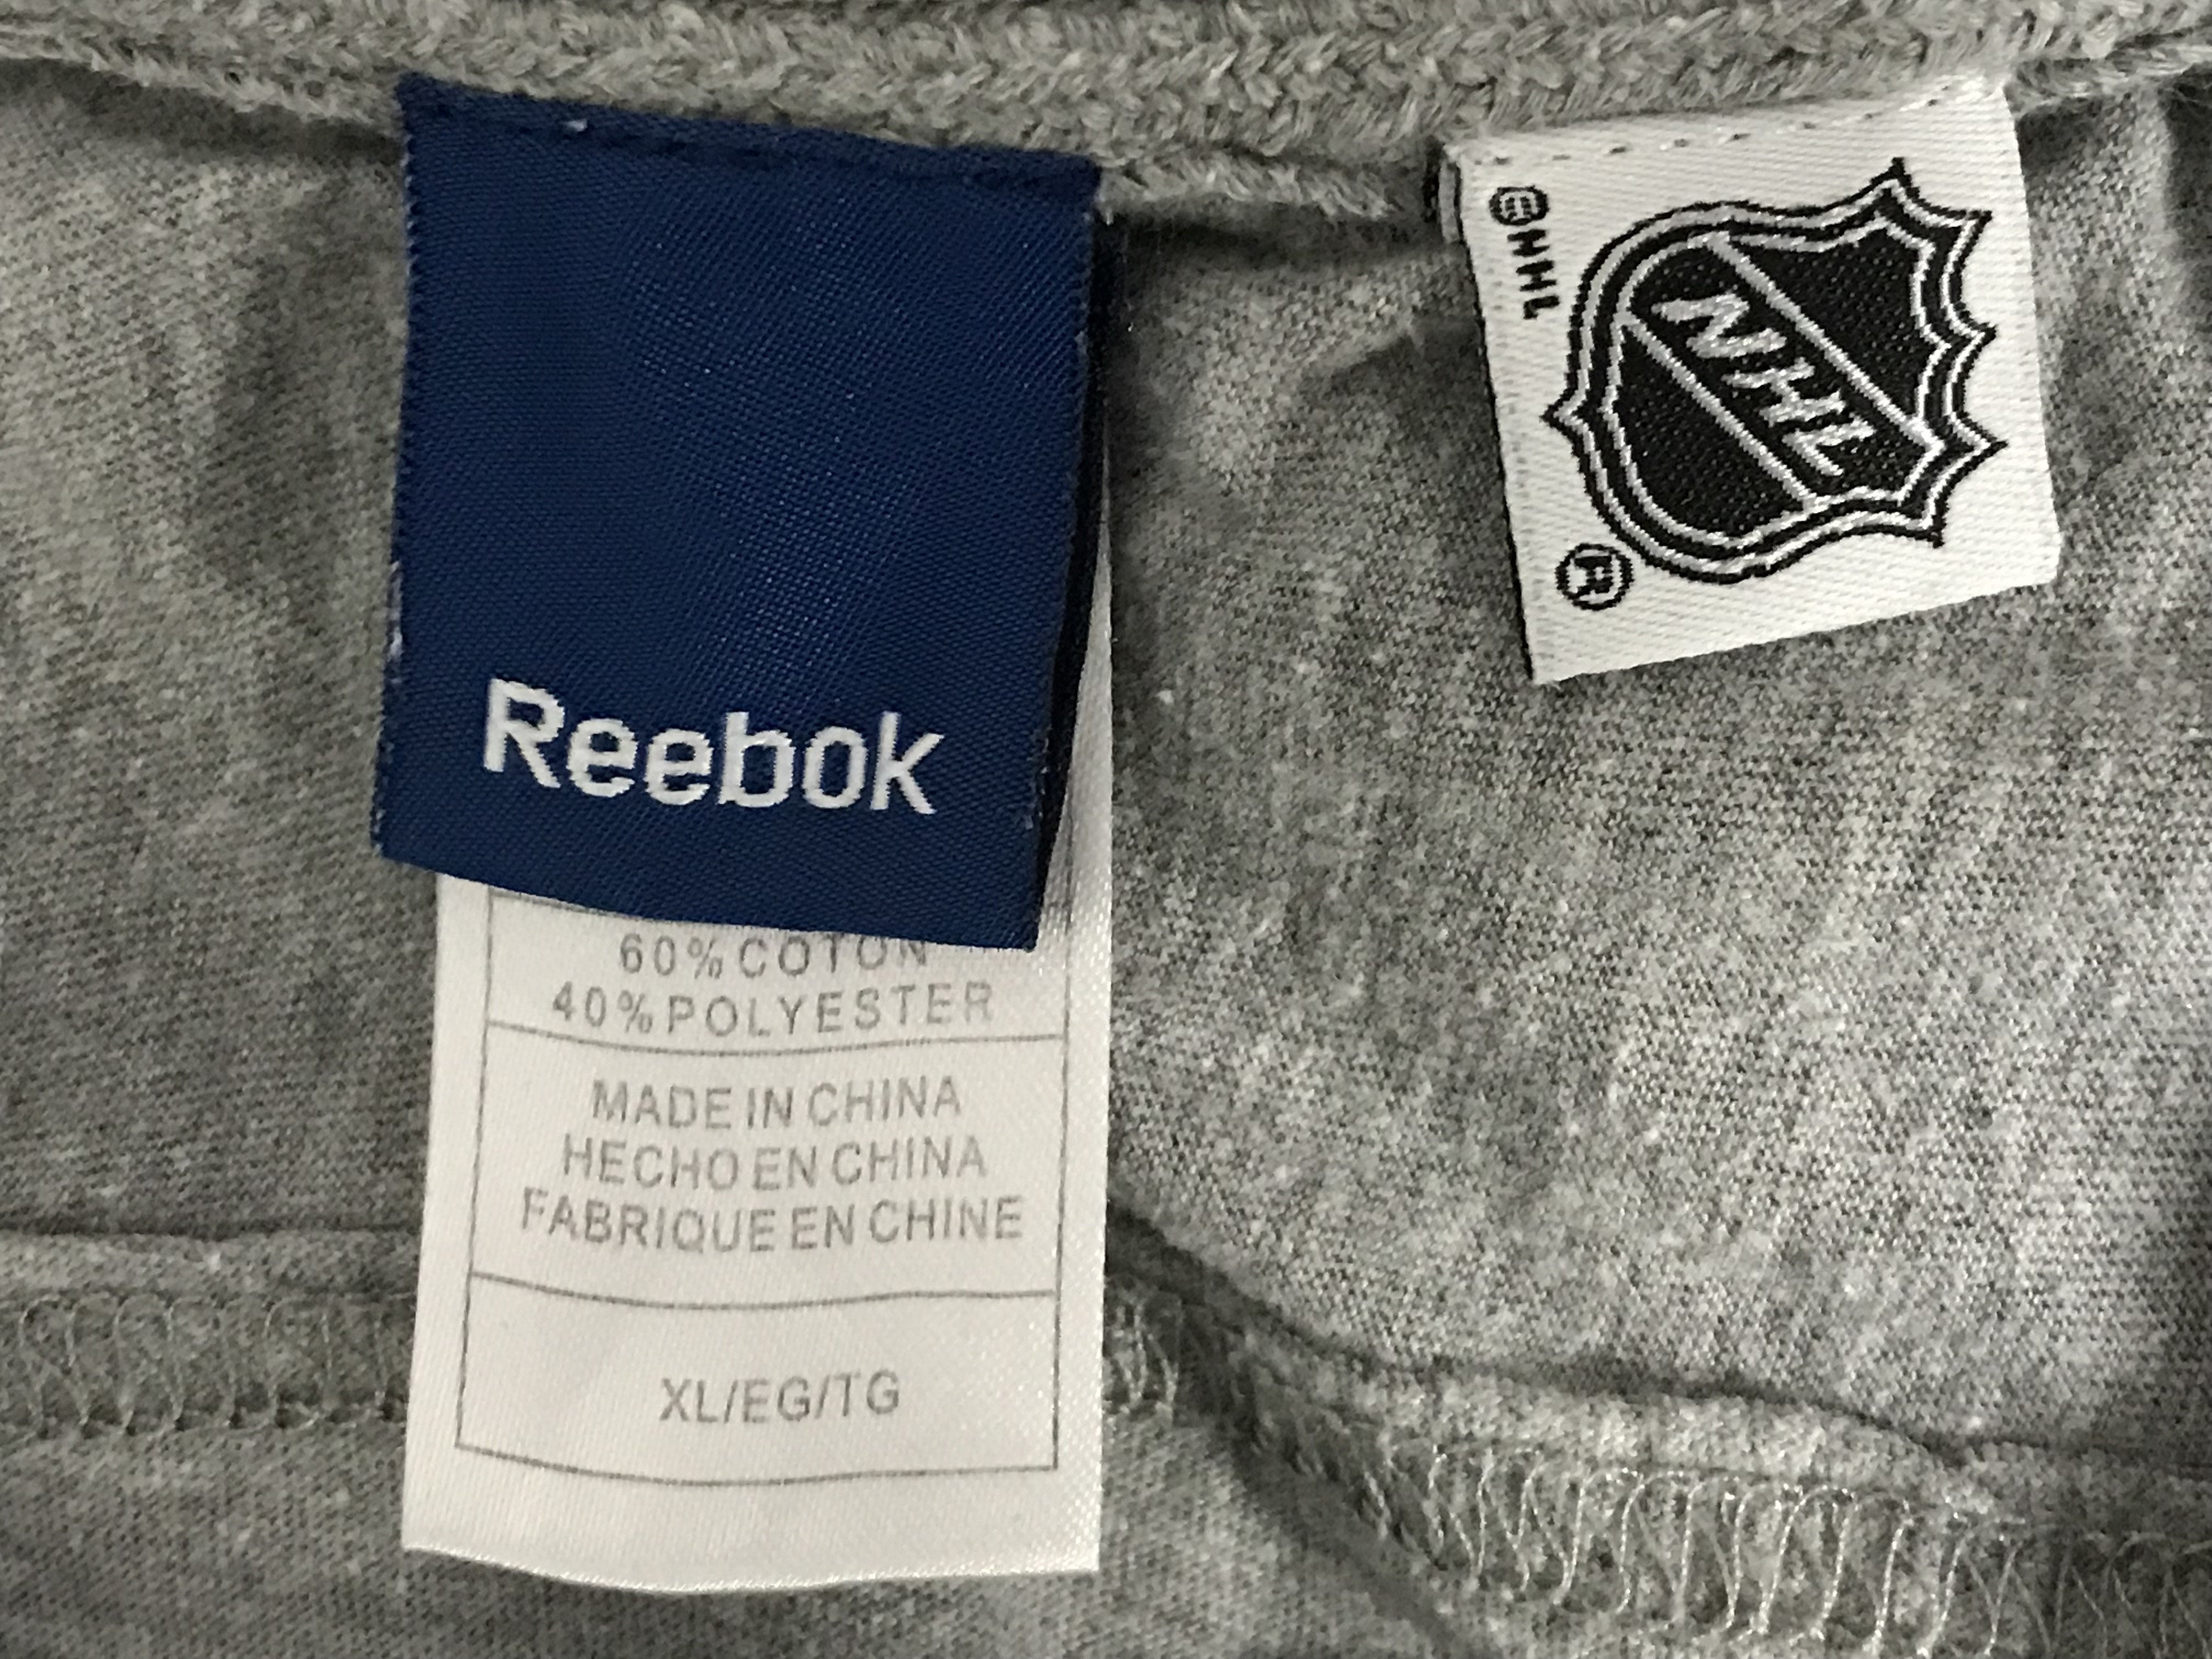 Reebok
60% COTON
40% POLYESTER
MADE IN CHINA
HECHO EN CHINA
FABRIQUE EN CHINE
XL/EG/TG
©NHL
NHL
®